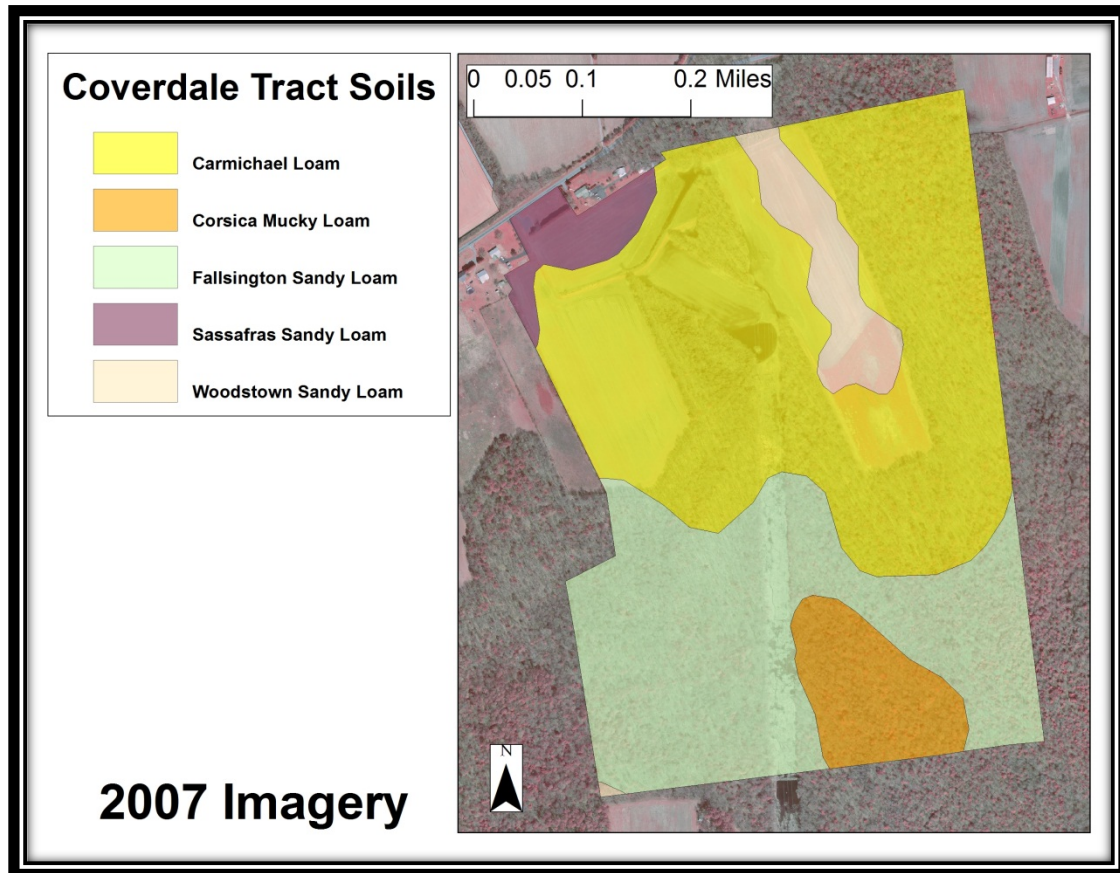 Coverdale Tract Soils
Carmichael Loam
Corsica Mucky Loam
Fallsington Sandy Loam
Sassafras Sandy Loam
Woodstown Sandy Loam
0 0.05 0.1 0.2 Miles
N
2007 Imagery